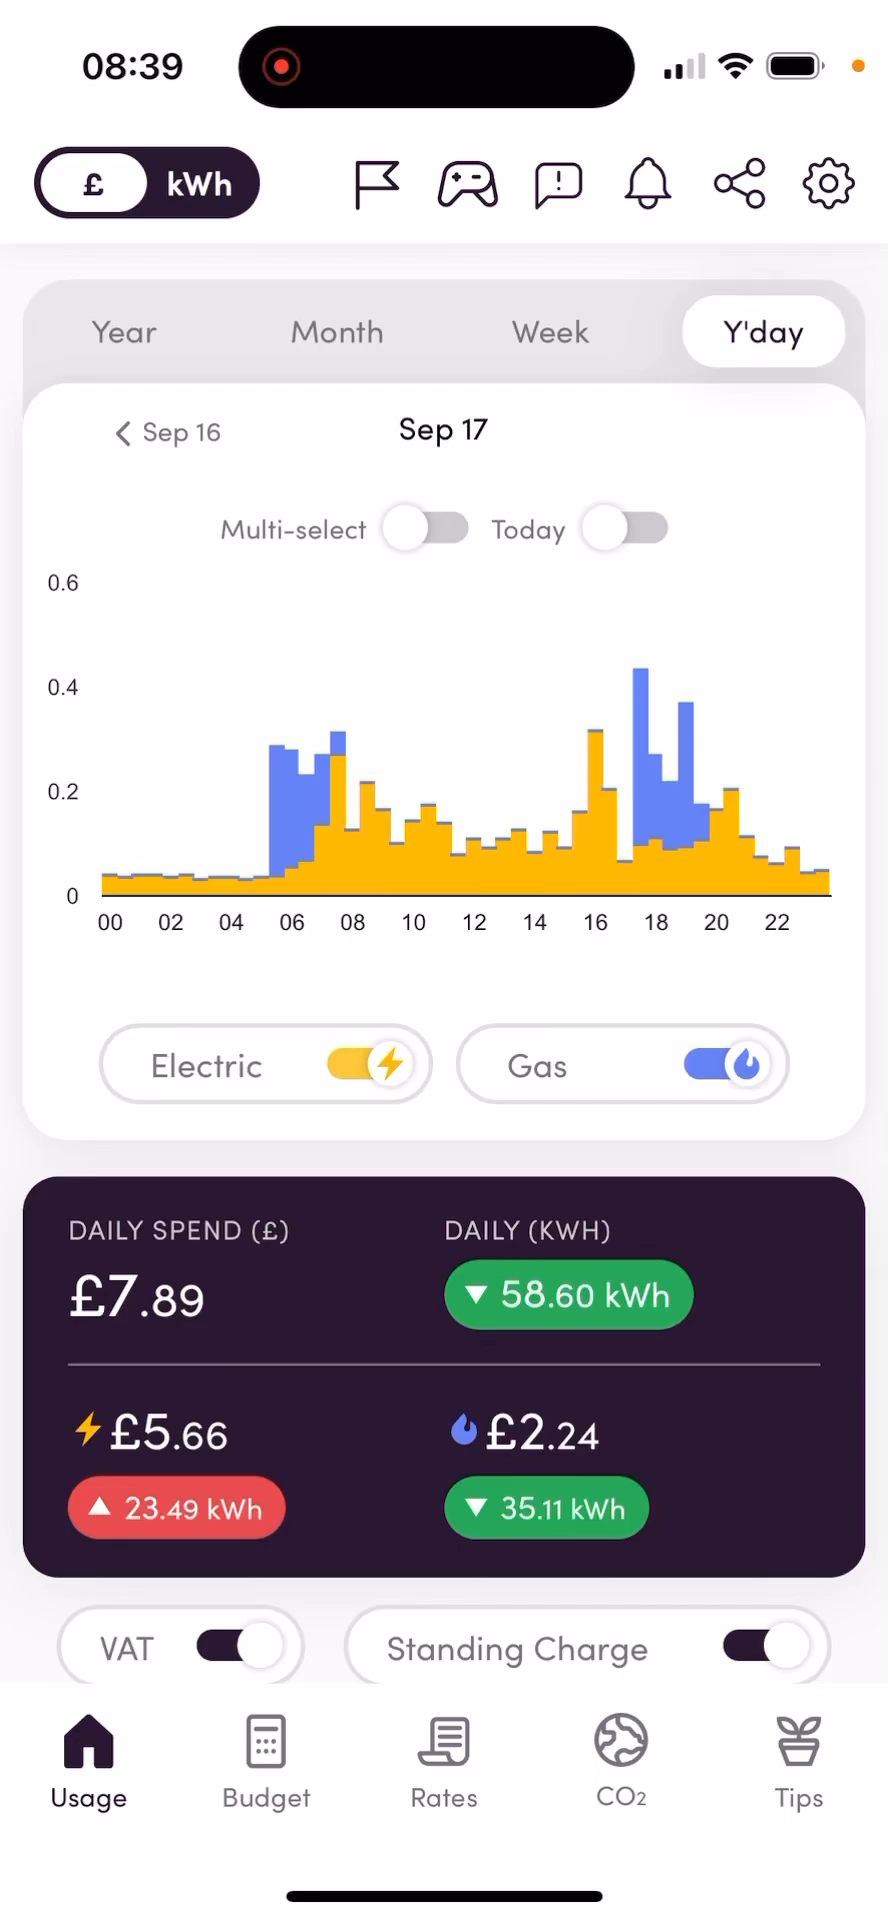 08:39
£ kWh
Year Month Week Y'day
Sep 16 Sep 17
Multi-select Today
0.6
0.4
0.2
0
00 02 04 06 08 10 12 14 16 18 20 22
Electric Gas
DAILY SPEND (£) DAILY (KWH)
£7.89 58.60 kWh
£5.66 £2.24
23.49 kWh 35.11 kWh
VAT Standing Charge
Usage Budget Rates CO2 Tips